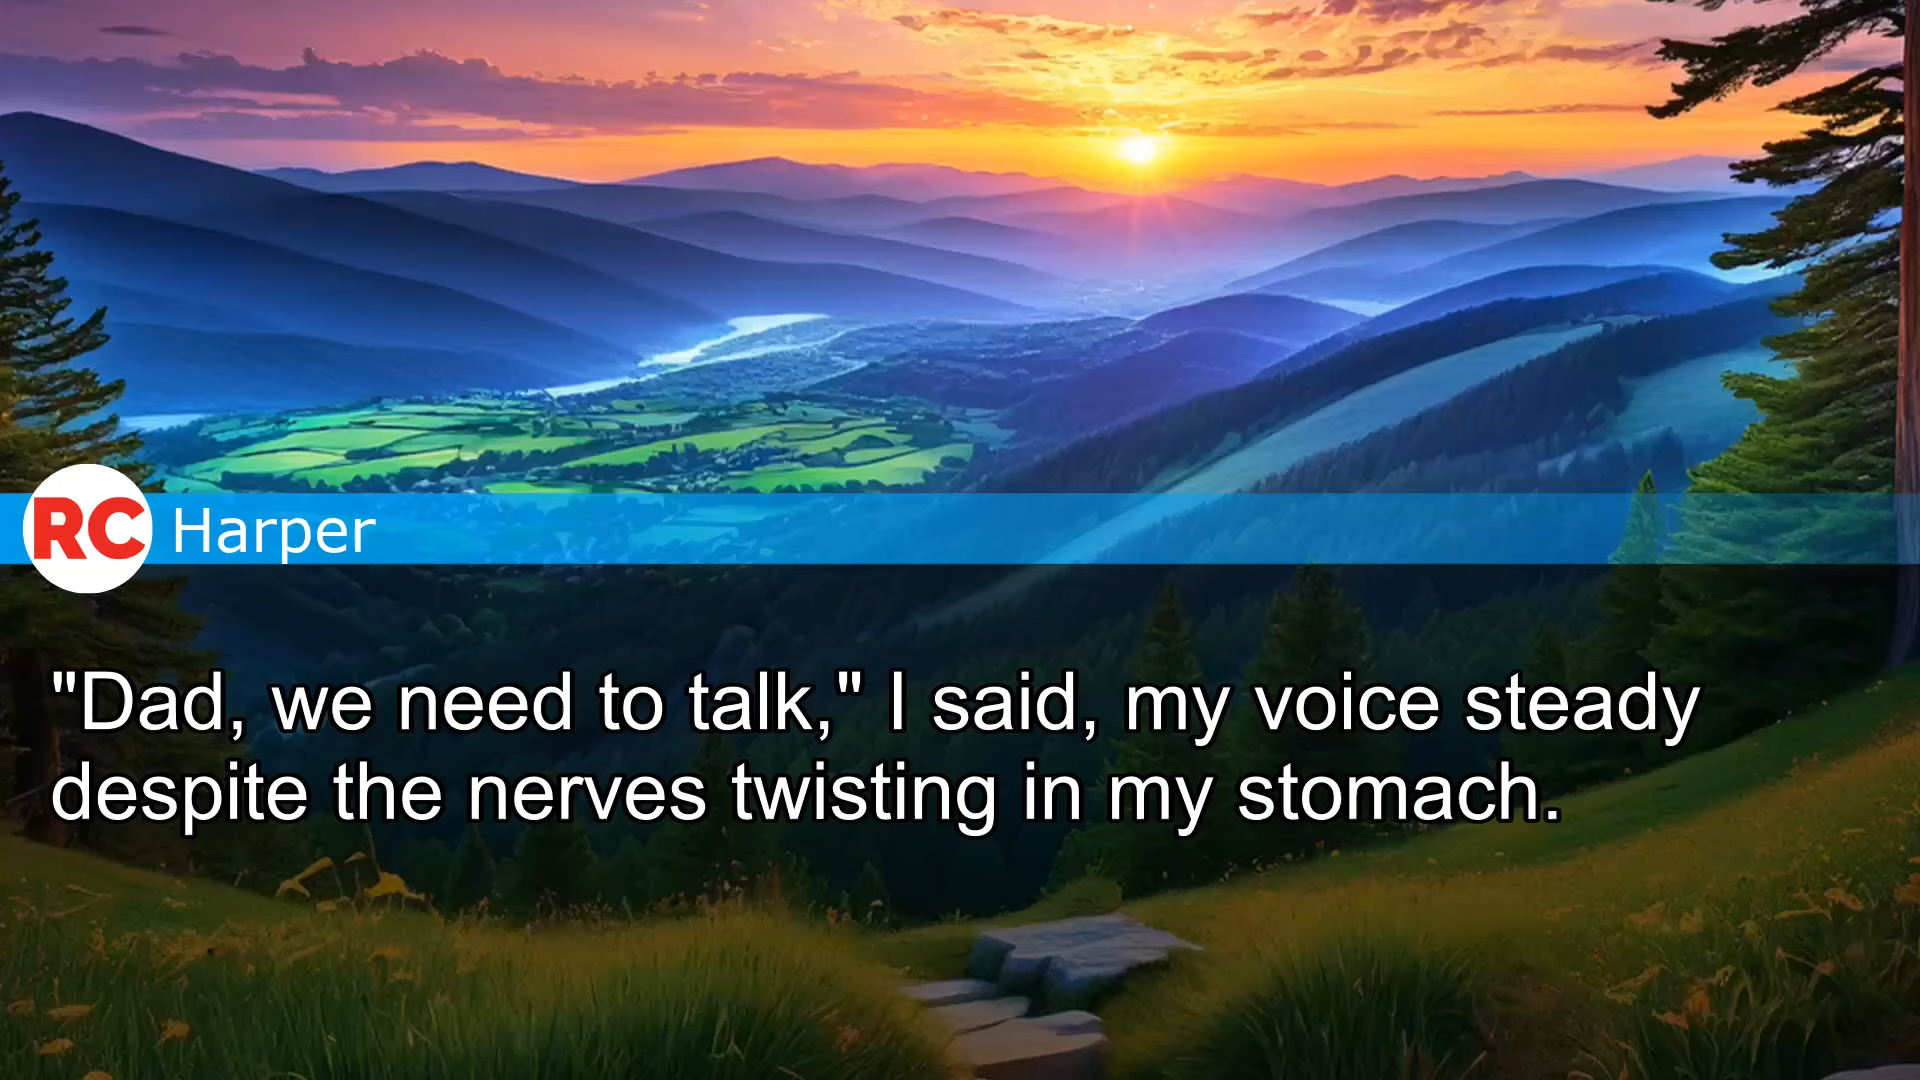 RC Harper
"Dad, we need to talk," I said, my voice steady
despite the nerves twisting in my stomach.